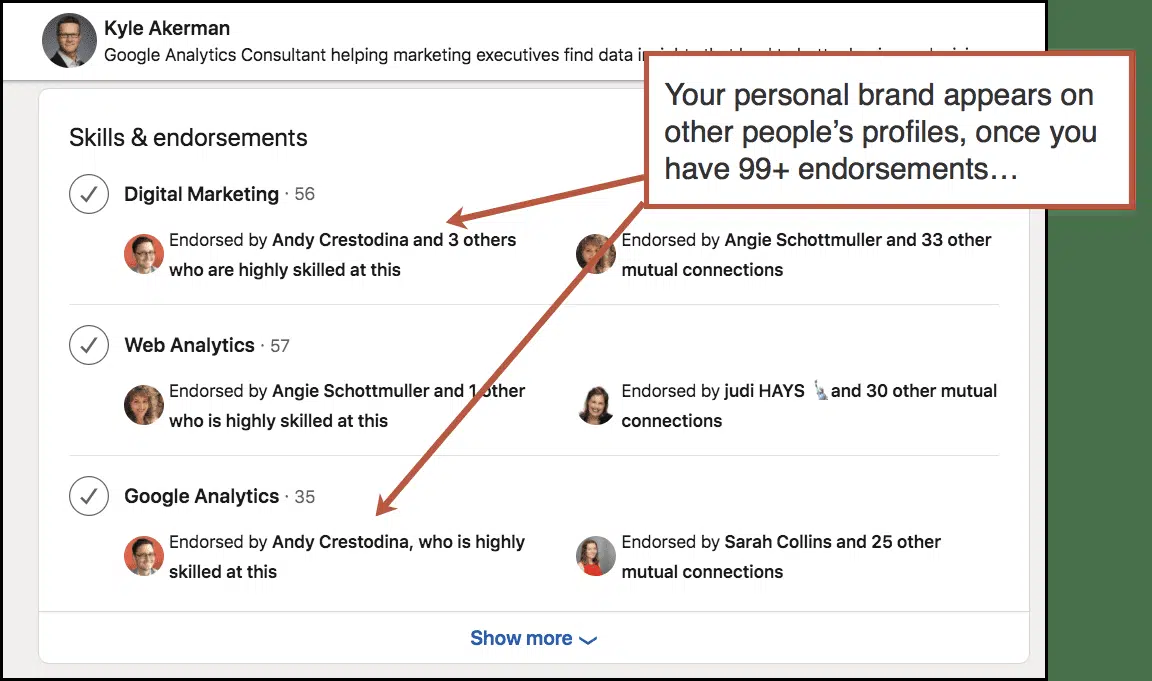 Kyle Akerman
Google Analytics Consultant helping marketing executives find data
Your personal brand appears on
other people's profiles, once you
have 99+ endorsements…
Skills & endorsements
Digital Marketing · 56
Endorsed by Andy Crestodina and 3 others
who are highly skilled at this
Endorsed by Angie Schottmuller and 33 other
mutual connections
Web Analytics · 57
Endorsed by Angie Schottmuller and 1 other
who is highly skilled at this
Endorsed by judi HAYS 🗽and 30 other mutual
connections
Google Analytics · 35
Endorsed by Andy Crestodina, who is highly
skilled at this
Endorsed by Sarah Collins and 25 other
mutual connections
Show more